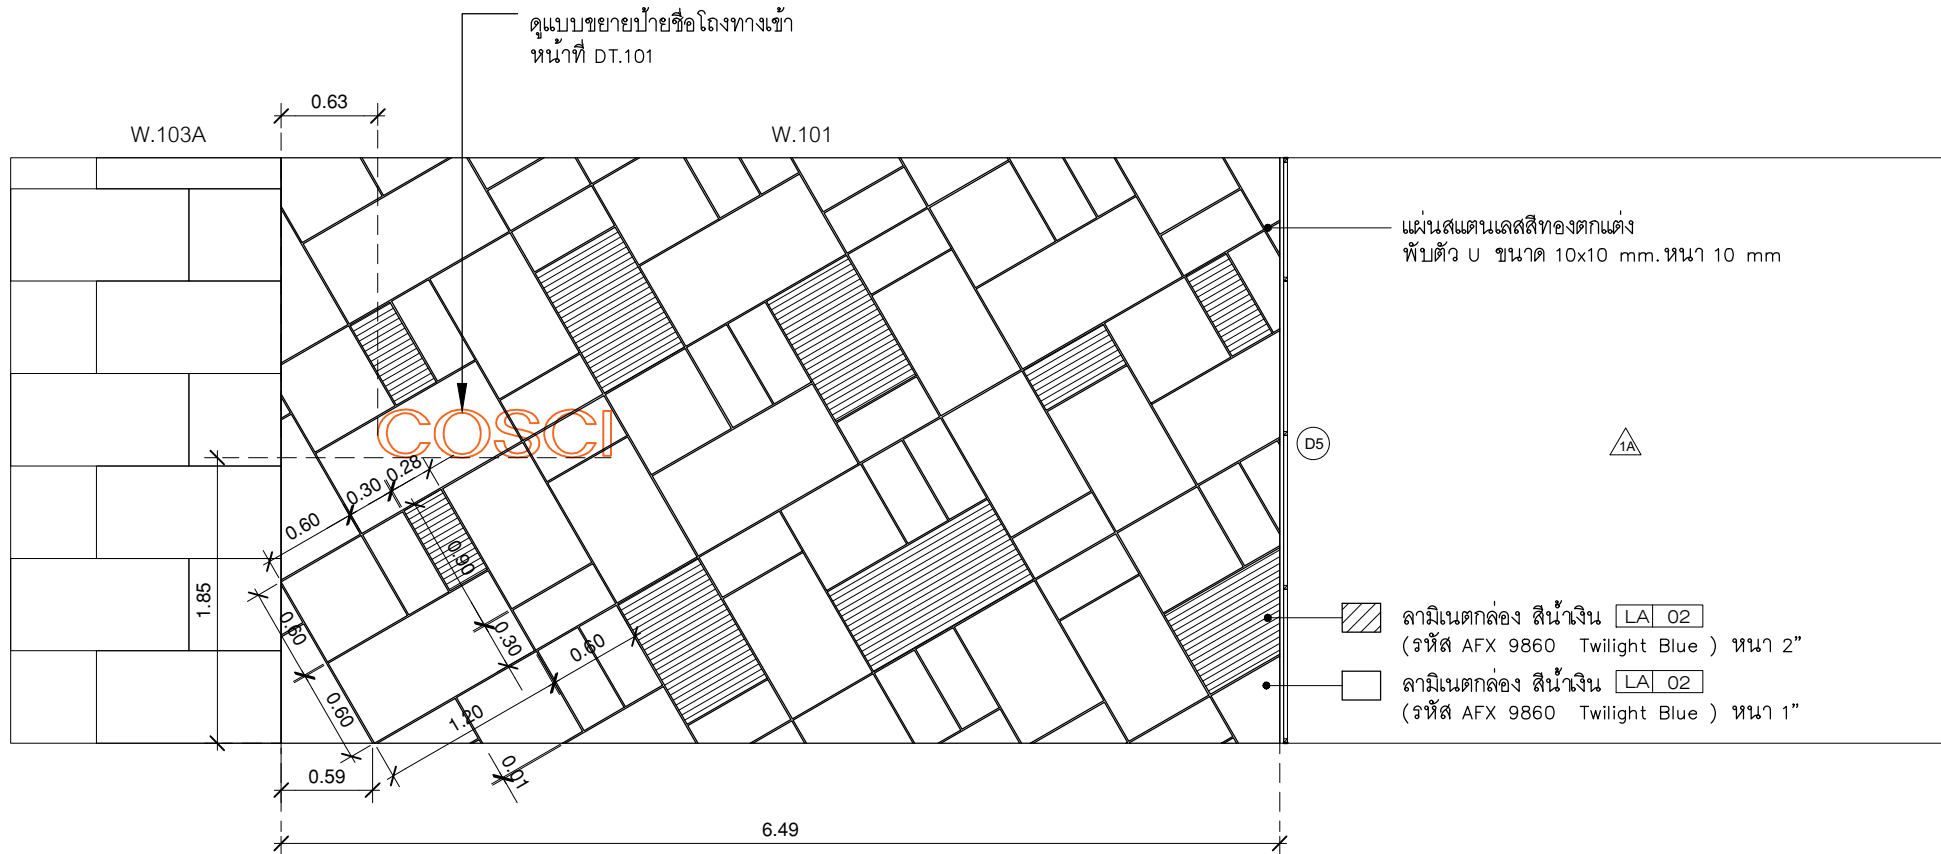 ดูแบบขยายป้ายชื่อโถงทางเข้า
หน้าที่ DT.101
0.63
W.103A
W.101
แผ่นสแตนเลสสีทองตกแต่ง
พับตัว U ขนาด 10x10 mm.หนา 10 mm
COSCI
D5
1A
0.28
0.30
0.60
0.90
1.85
0.60
0.30
0.60
0.60
1.20
0.01
ลามิเนตกล่อง สีน้ำเงิน LA 02
(รหัส AFX 9860 Twilight Blue ) หนา 2"
ลามิเนตกล่อง สีน้ำเงิน LA 02
(รหัส AFX 9860 Twilight Blue ) หนา 1"
0.59
6.49